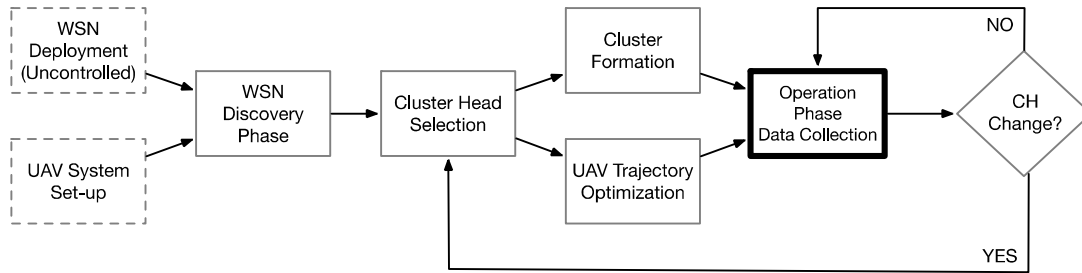 WSN
Deployment
(Uncontrolled)
UAV System
Set-up
WSN
Discovery
Phase
Cluster Head
Selection
Cluster
Formation
UAV Trajectory
Optimization
Operation
Phase
Data Collection
NO
CH
Change?
YES